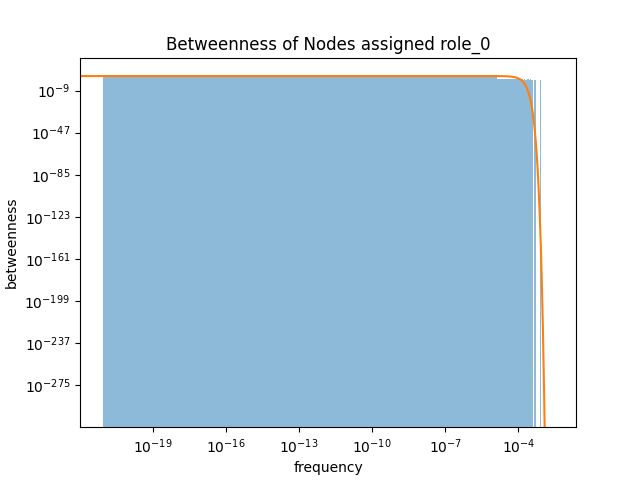 Betweenness of Nodes assigned role_0
10⁻⁹
10⁻⁴⁷
10⁻⁸⁵
10⁻¹²³
10⁻¹⁶¹
10⁻¹⁹⁹
10⁻²³⁷
10⁻²⁷⁵
betweenness
10⁻¹⁹ 10⁻¹⁶ 10⁻¹³ 10⁻¹⁰ 10⁻⁷ 10⁻⁴
frequency